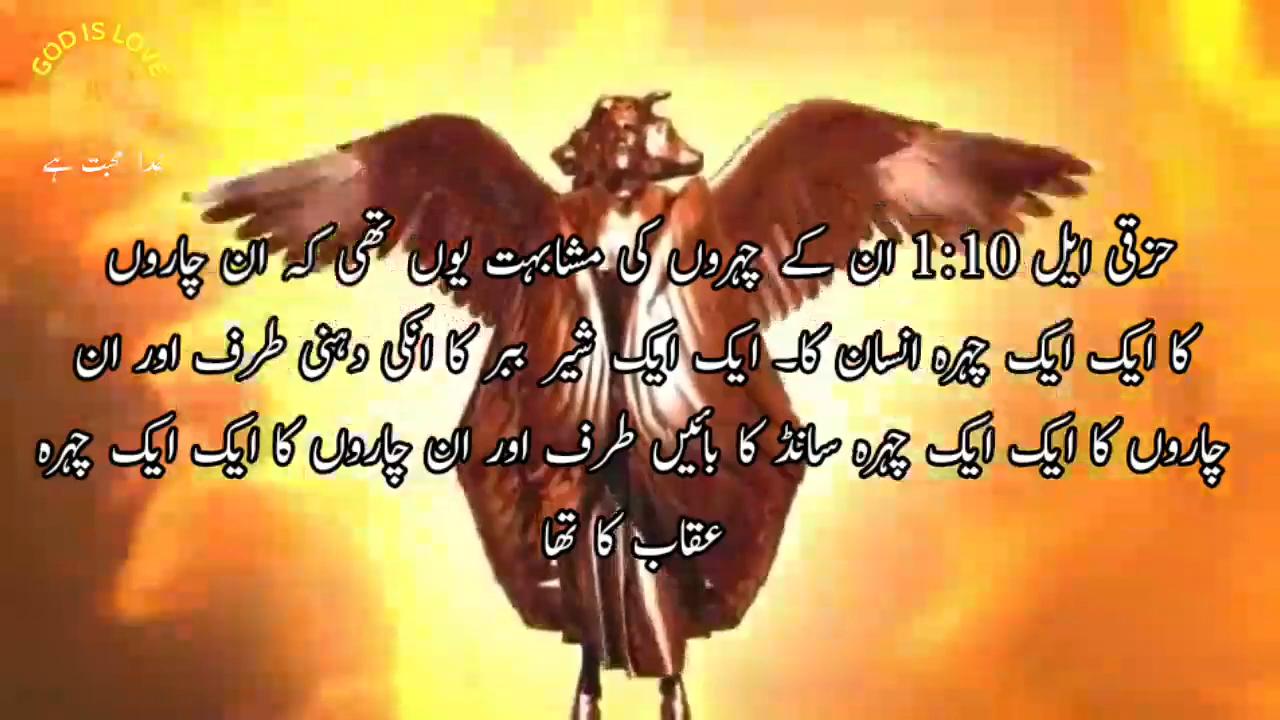 GOD IS LOVE
خدا محبت ہے
حزقی ایل 1:10 ان کے چہروں کی مشابہت یوں تھی کہ ان چاروں
کا ایک ایک چہرہ انسان کا۔ ایک ایک شیر ببر کا انکی دہنی طرف اور ان
چاروں کا ایک ایک چہرہ سانڈ کا بائیں طرف اور ان چاروں کا ایک ایک چہرہ
عقاب کا تھا